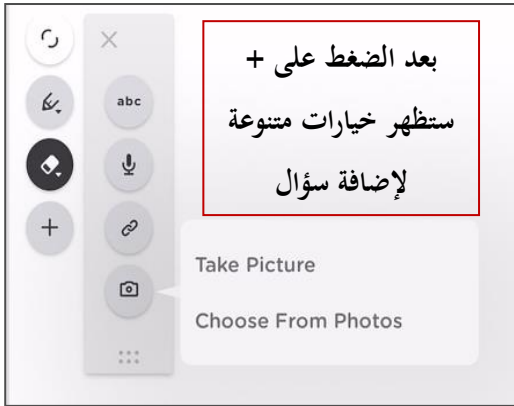 بعد الضغط على +
ستظهر خيارات متنوعة
لإضافة سؤال
abc
Take Picture
Choose From Photos